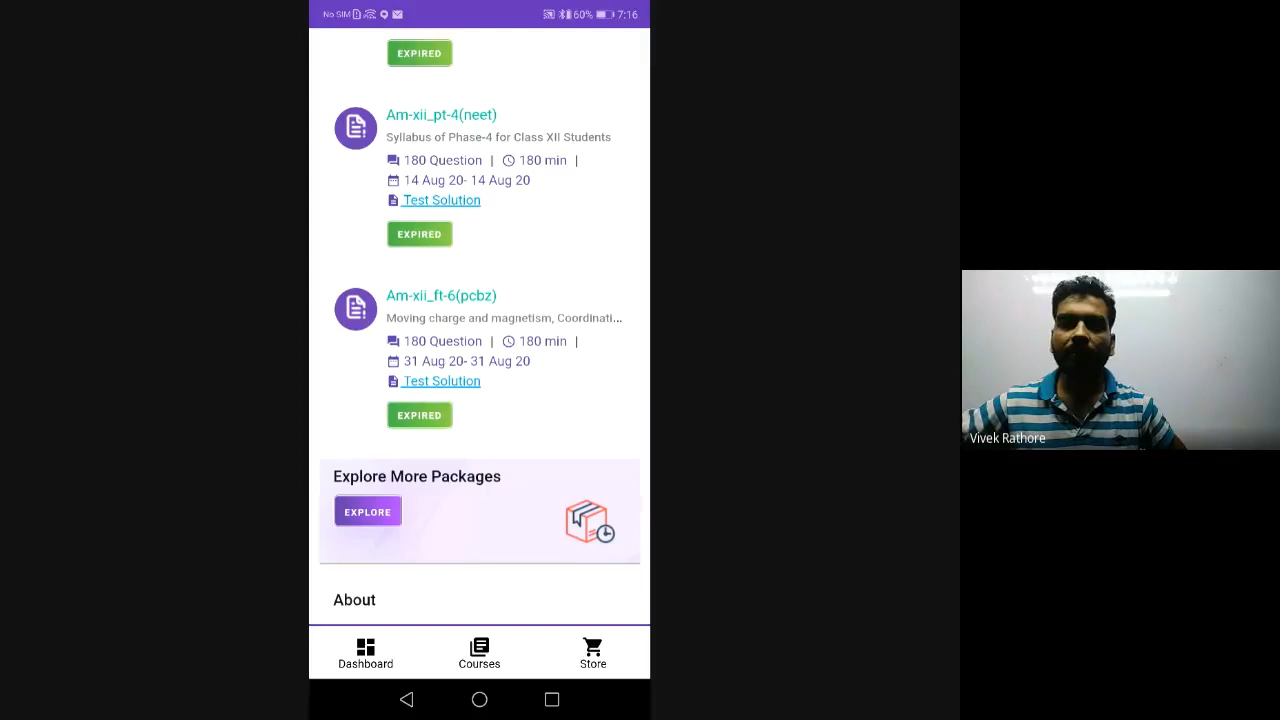 No SIM 60% 7:16
EXPIRED
Am-xii_pt-4(neet)
Syllabus of Phase-4 for Class XII Students
180 Question | 180 min |
14 Aug 20- 14 Aug 20
Test Solution
EXPIRED
Am-xii_ft-6(pcbz)
Moving charge and magnetism, Coordinati...
180 Question | 180 min |
31 Aug 20- 31 Aug 20
Test Solution
EXPIRED
Explore More Packages
EXPLORE
About
Dashboard Courses Store
Vivek Rathore